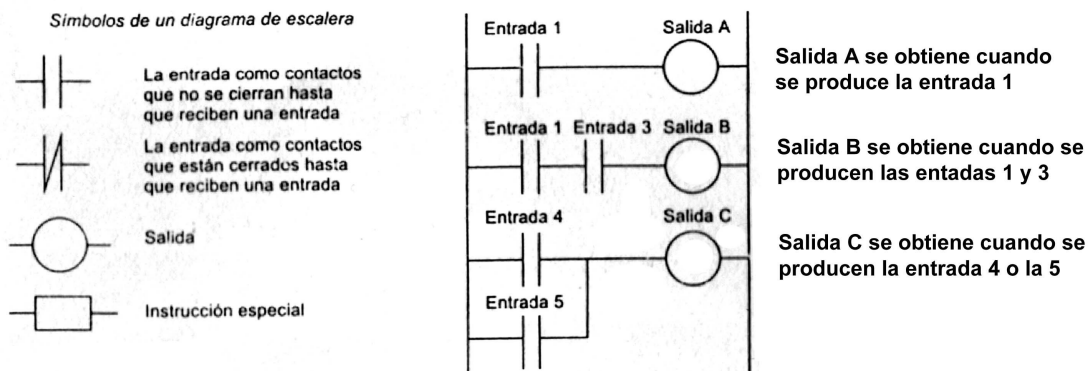 Símbolos de un diagrama de escalera
La entrada como contactos
que no se cierran hasta
que reciben una entrada
La entrada como contactos
que están cerrados hasta
que reciben una entrada
Salida
Instrucción especial
Entrada 1 Salida A
Entrada 1 Entrada 3 Salida B
Entrada 4 Salida C
Entrada 5
Salida A se obtiene cuando
se produce la entrada 1
Salida B se obtiene cuando se
producen las entadas 1 y 3
Salida C se obtiene cuando se
producen la entrada 4 o la 5